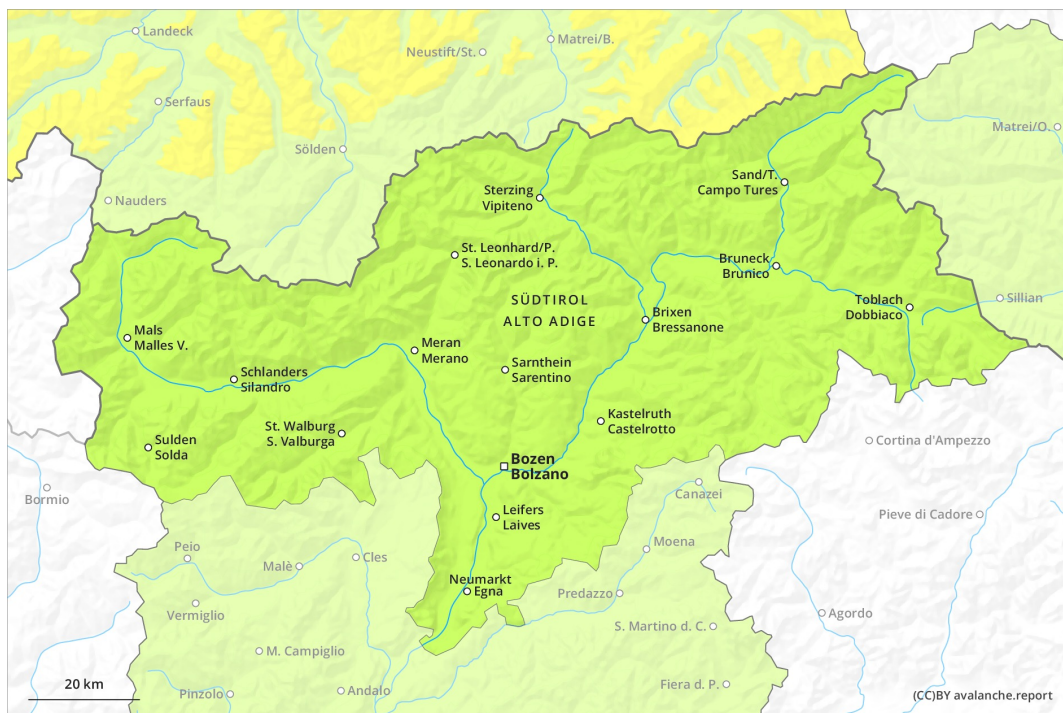 Landeck
Matrei/B.
Neustift/St.
Serfaus
Matrei/O.
Sölden
Sand/T.
Campo Tures
Nauders
Sterzing
Vipiteno
St. Leonhard/P.
S. Leonardo i. P.
Bruneck
Brunico
SÜDTIROL
ALTO ADIGE
Toblach
Dobbiaco
Sillian
Brixen
Bressanone
Mals
Malles V.
Meran
Merano
Sarnthein
Sarentino
Schlanders
Silandro
Kastelruth
Castelrotto
St. Walburg
S. Valburga
Sulden
Solda
Cortina d'Ampezzo
Bozen
Bolzano
Bormio
Canazei
Leifers
Laives
Pieve di Cadore
Peio
Moena
Cles
Malè
Neumarkt
Egna
Predazzo
Vermiglio
Agordo
S. Martino d. C.
M. Campiglio
20 km
Pinzolo
Andalo
Fiera d. P.
(CC)BY avalanche.report